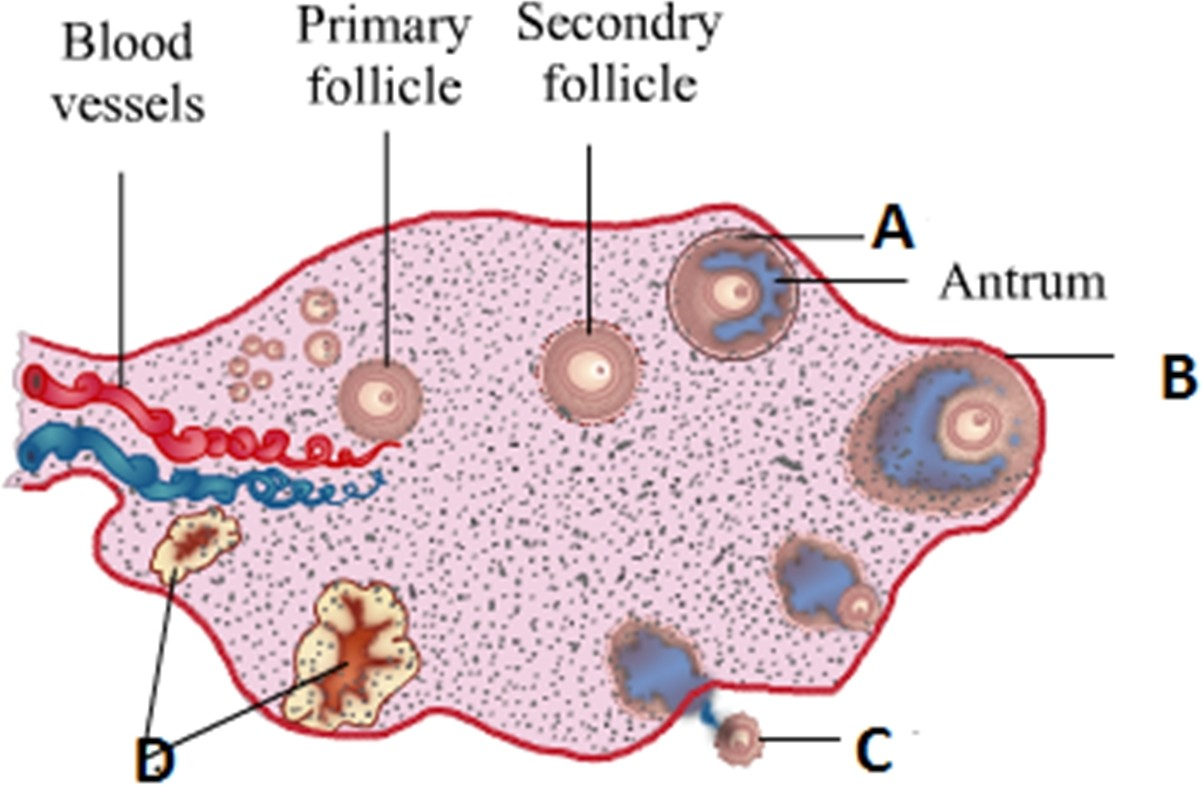 Blood
vessels
Primary
follicle
Secondry
follicle
A
Antrum
B
C
D